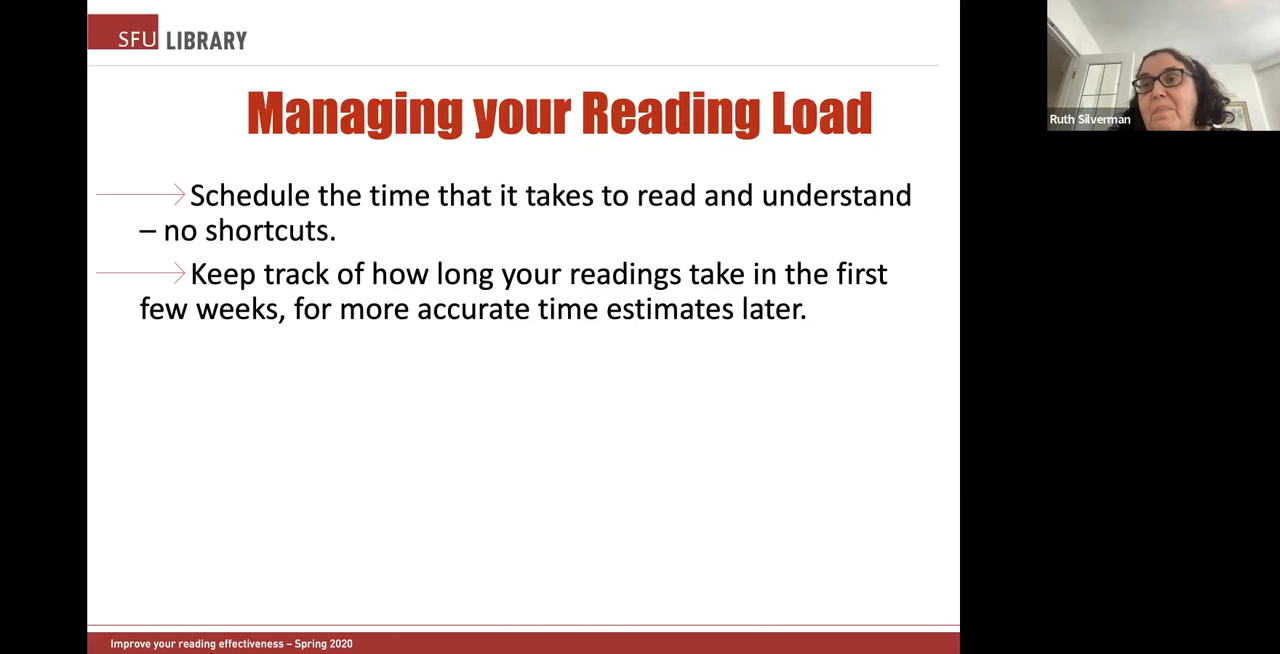 SFU LIBRARY
Managing your Reading Load
Schedule the time that it takes to read and understand
– no shortcuts.
Keep track of how long your readings take in the first
few weeks, for more accurate time estimates later.
Improve your reading effectiveness – Spring 2020
Ruth Silverman